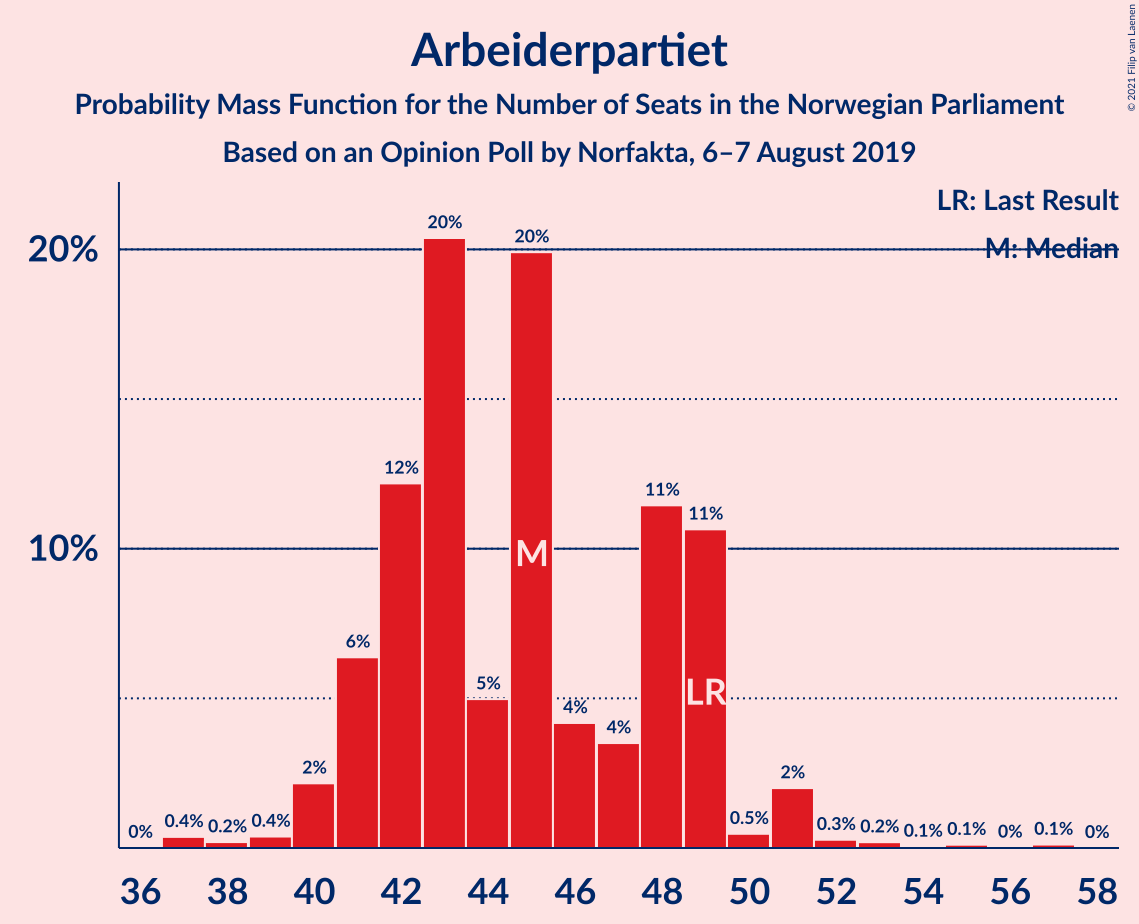 Arbeiderpartiet
Probability Mass Function for the Number of Seats in the Norwegian Parliament
Based on an Opinion Poll by Norfakta, 6–7 August 2019
© 2021 Filip van Laenen
LR: Last Result
M: Median
20%
10%
0% 0.4% 0.2% 0.4% 2% 6% 12% 20% 5% 20% 4% 4% 11% 11% 0.5% 2% 0.3% 0.2% 0.1% 0.1% 0% 0.1% 0%
M
LR
36 38 40 42 44 46 48 50 52 54 56 58